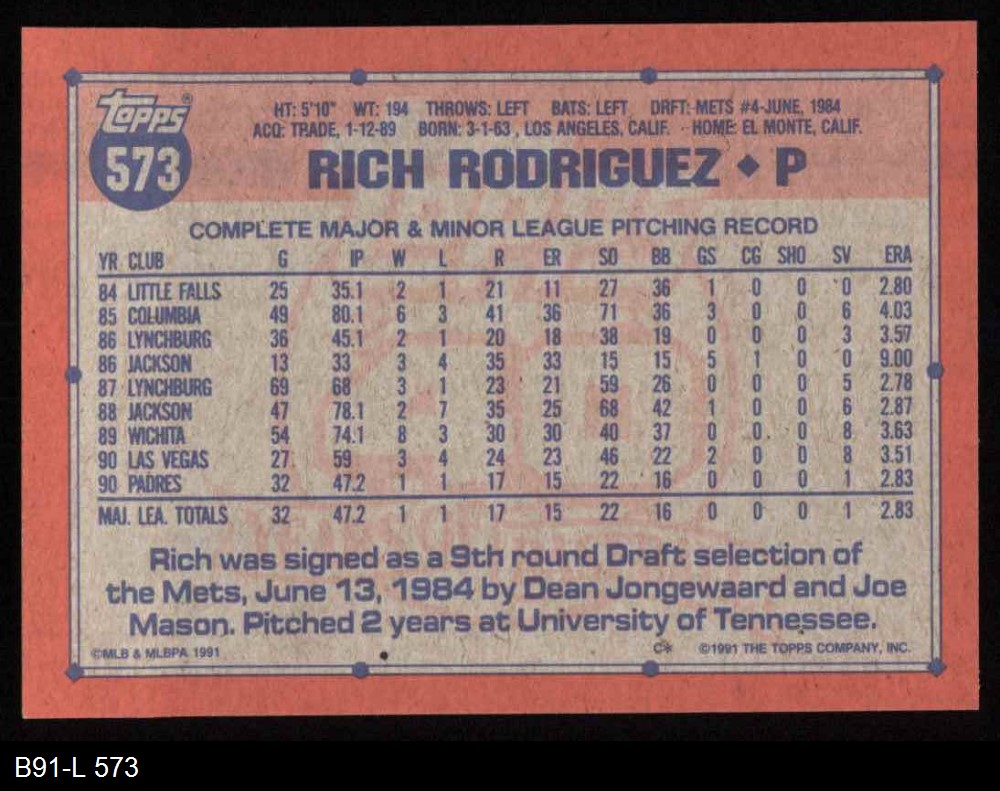 topps®
573
HT: 5'10" WT: 194 THROWS: LEFT BATS: LEFT DRFT: METS #4-JUNE, 1984
ACQ: TRADE, 1-12-89 BORN: 3-1-63, LOS ANGELES, CALIF. HOME: EL MONTE, CALIF.
RICH RODRIGUEZ ◆ P
COMPLETE MAJOR & MINOR LEAGUE PITCHING RECORD
YR CLUB G IP W L R ER SO BB GS CG SHO SV ERA
84 LITTLE FALLS 25 35.1 2 1 21 11 27 36 1 0 0 0 2.80
85 COLUMBIA 49 80.1 6 3 41 36 71 36 3 0 0 6 4.03
86 LYNCHBURG 36 45.1 2 1 20 18 38 19 0 0 0 3 3.57
86 JACKSON 13 33 3 4 35 33 15 15 5 1 0 0 9.00
87 LYNCHBURG 69 68 3 1 23 21 59 26 0 0 0 5 2.78
88 JACKSON 47 78.1 2 7 35 25 68 42 1 0 0 6 2.87
89 WICHITA 54 74.1 8 3 30 30 40 37 0 0 0 8 3.63
90 LAS VEGAS 27 59 3 4 24 23 46 22 2 0 0 8 3.51
90 PADRES 32 47.2 1 1 17 15 22 16 0 0 0 1 2.83
MAJ. LEA. TOTALS 32 47.2 1 1 17 15 22 16 0 0 0 1 2.83
Rich was signed as a 9th round Draft selection of
the Mets, June 13, 1984 by Dean Jongewaard and Joe
Mason. Pitched 2 years at University of Tennessee.
©MLB & MLBPA 1991 C* ©1991 THE TOPPS COMPANY, INC.
B91-L 573